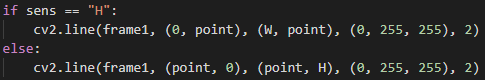 if sens == "H":
    cv2.line(frame1, (0, point), (W, point), (0, 255, 255), 2)
else:
    cv2.line(frame1, (point, 0), (point, H), (0, 255, 255), 2)